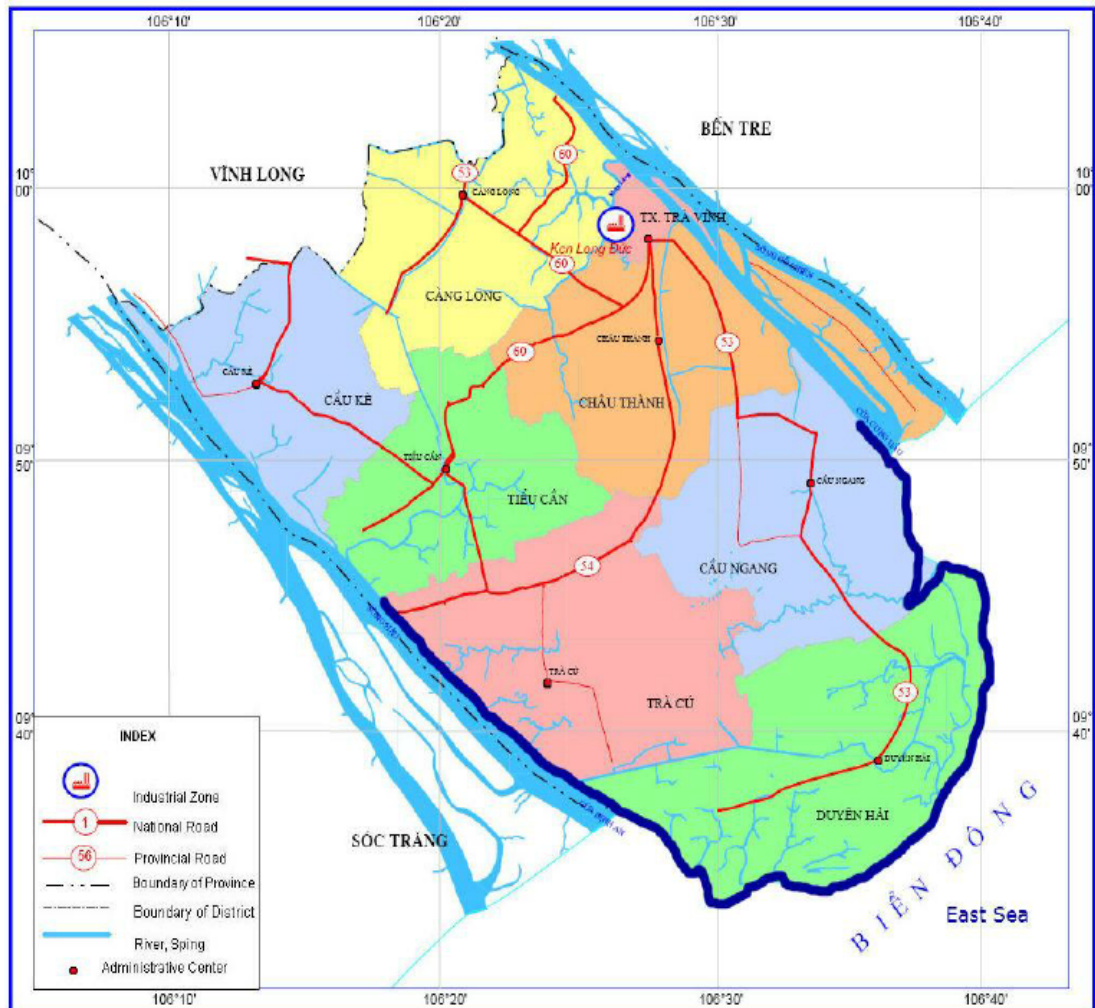 106°10'
106°20'
106°30'
106°40'
BẾN TRE
VĨNH LONG
10°
00'
10°
00'
53
60
CÀNG LONG
TX. TRÀ VINH
Kcn Long Đức
60
CÀNG LONG
60
CHÂU THÀNH
53
CẦU KÈ
CẦU KÈ
CHÂU THÀNH
09°
50'
09°
50'
TIỂU CẦN
TIỂU CẦN
CẦU NGANG
CẦU NGANG
54
TRÀ CÚ
TRÀ CÚ
53
09°
40'
09°
40'
DUYÊN HẢI
DUYÊN HẢI
SÓC TRĂNG
BIỂN ĐÔNG
East Sea
INDEX
Industrial Zone
1
National Road
56
Provincial Road
Boundary of Province
Boundary of District
River, Sping
Administrative Center
106°10'
106°20'
106°30'
106°40'